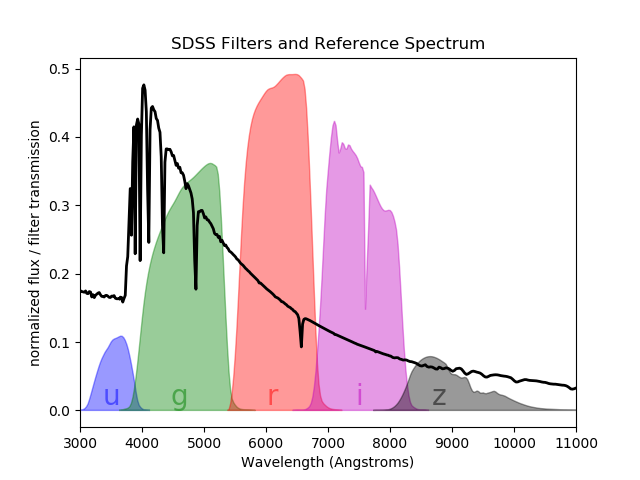 SDSS Filters and Reference Spectrum
normalized flux / filter transmission
0.5
0.4
0.3
0.2
0.1
0.0
u g r i z
3000 4000 5000 6000 7000 8000 9000 10000 11000
Wavelength (Angstroms)